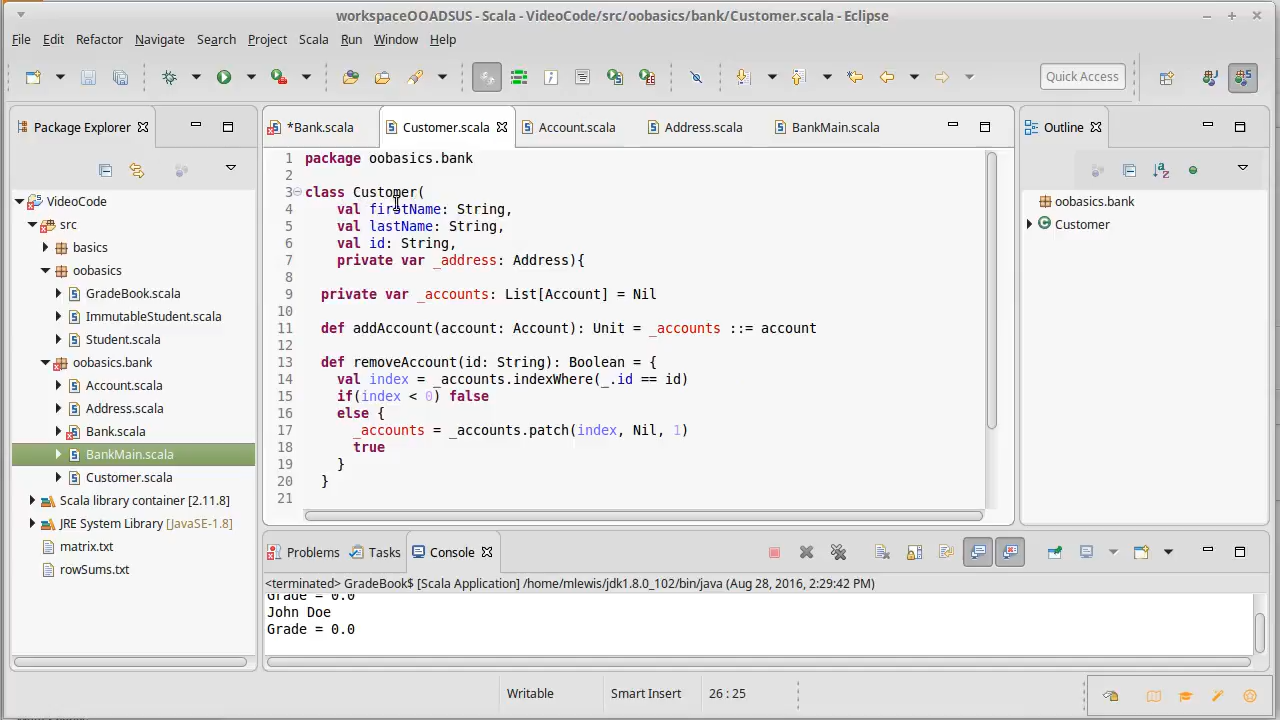 workspaceOOADSUS - Scala - VideoCode/src/oobasics/bank/Customer.scala - Eclipse
File Edit Refactor Navigate Search Project Scala Run Window Help
Quick Access
Package Explorer
VideoCode
src
basics
oobasics
GradeBook.scala
ImmutableStudent.scala
Student.scala
oobasics.bank
Account.scala
Address.scala
Bank.scala
BankMain.scala
Customer.scala
Scala library container [2.11.8]
JRE System Library [JavaSE-1.8]
matrix.txt
rowSums.txt
*Bank.scala Customer.scala Account.scala Address.scala BankMain.scala
1 package oobasics.bank
2
3 class Customer(
4 val firstName: String,
5 val lastName: String,
6 val id: String,
7 private var _address: Address){
8
9 private var _accounts: List[Account] = Nil
10
11 def addAccount(account: Account): Unit = _accounts ::= account
12
13 def removeAccount(id: String): Boolean = {
14 val index = _accounts.indexWhere(_.id == id)
15 if(index < 0) false
16 else {
17 _accounts = _accounts.patch(index, Nil, 1)
18 true
19 }
20 }
21
Outline
oobasics.bank
Customer
Problems Tasks Console
<terminated> GradeBook$ [Scala Application] /home/mlewis/jdk1.8.0_102/bin/java (Aug 28, 2016, 2:29:42 PM)
Grade = 0.0
John Doe
Grade = 0.0
Writable Smart Insert 26 : 25